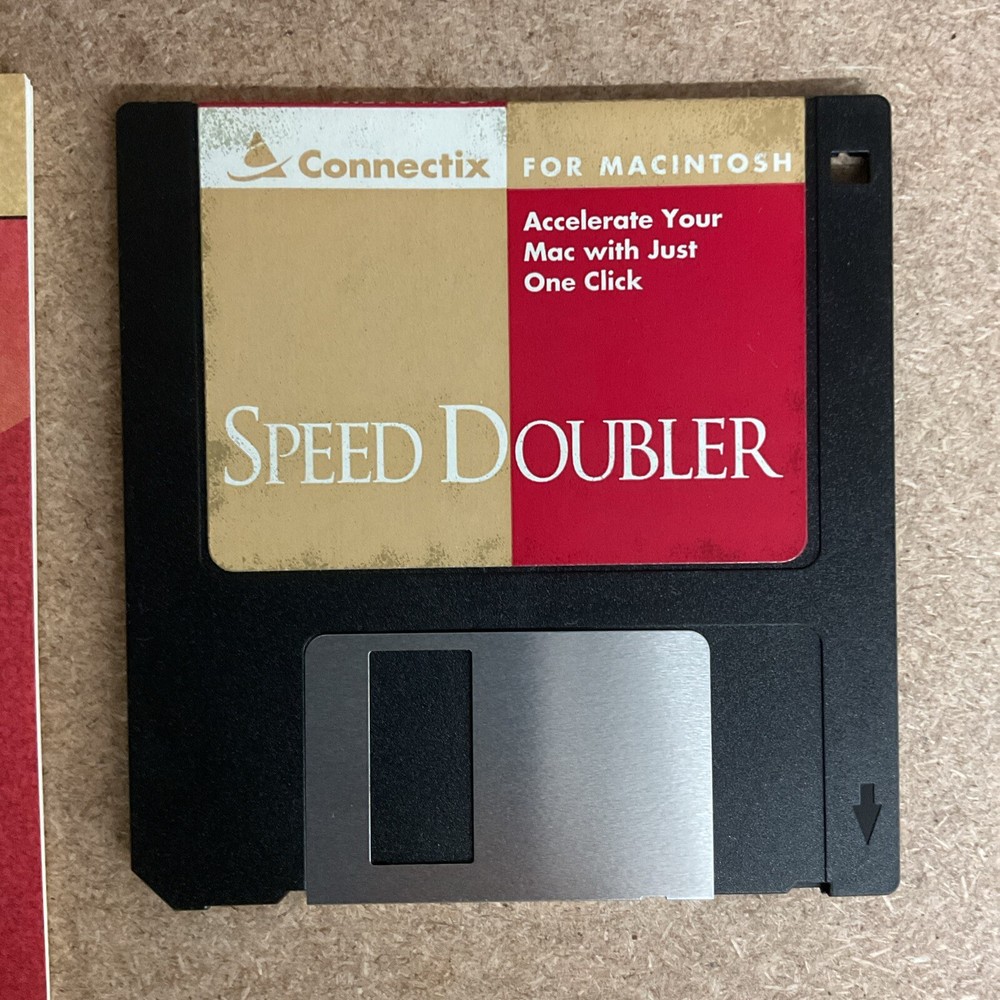 Connectix
FOR MACINTOSH
Accelerate Your
Mac with Just
One Click
SPEED DOUBLER